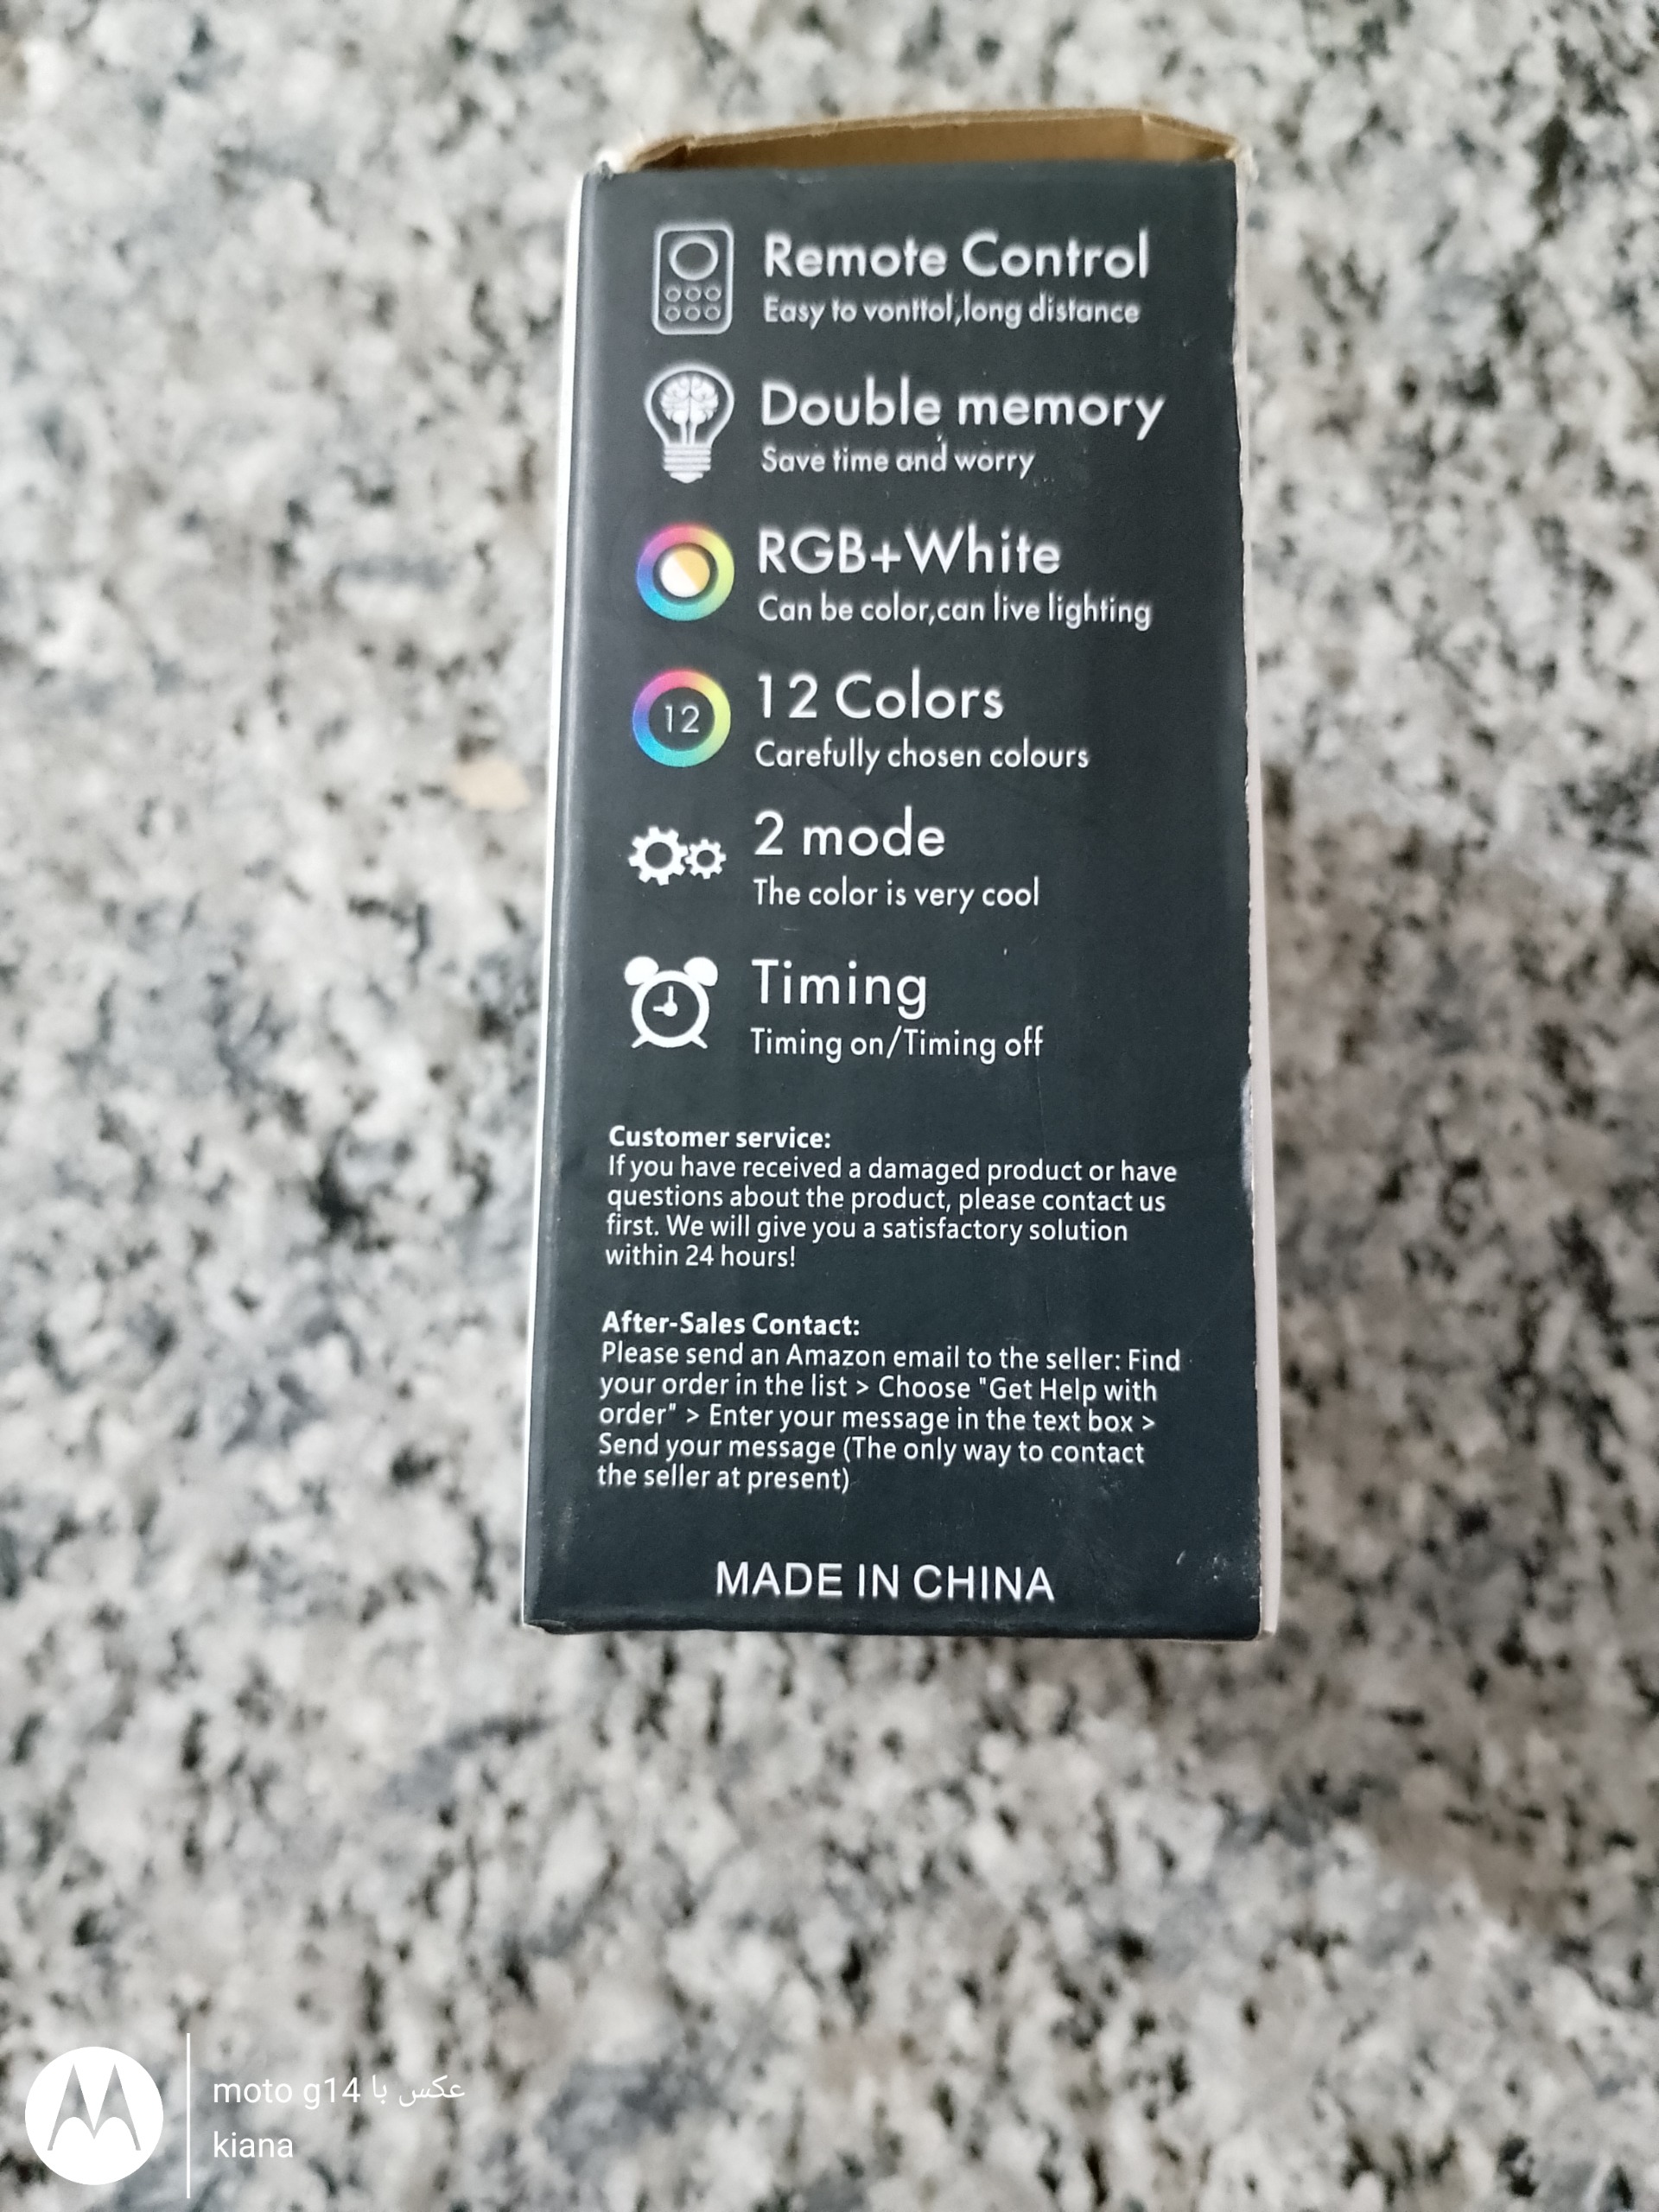 Remote Control
Easy to vonttol,long distance
Double memory
Save time and worry
RGB+White
Can be color,can live lighting
12
12 Colors
Carefully chosen colours
2 mode
The color is very cool
Timing
Timing on/Timing off
Customer service:
If you have received a damaged product or have
questions about the product, please contact us
first. We will give you a satisfactory solution
within 24 hours!
After-Sales Contact:
Please send an Amazon email to the seller: Find
your order in the list > Choose "Get Help with
order" > Enter your message in the text box >
Send your message (The only way to contact
the seller at present)
MADE IN CHINA
عکس با moto g14
kiana